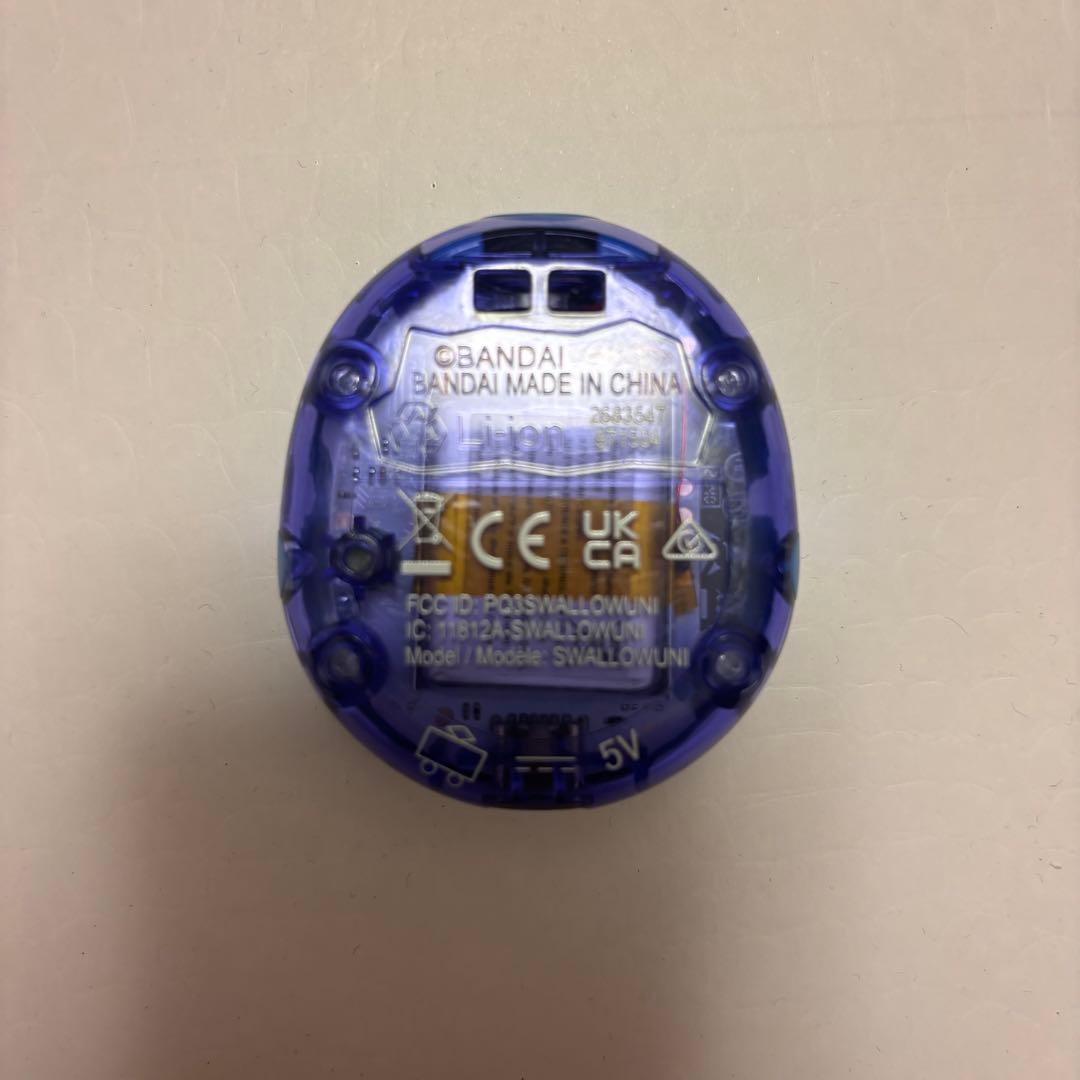 ©BANDAI
BANDAI MADE IN CHINA
Li-ion
2683647
CE UK CA
FCC ID: PQ3SWALLOWUNI
IC: 11812A-SWALLOWUNI
Model / Modèle: SWALLOWUNI
5V